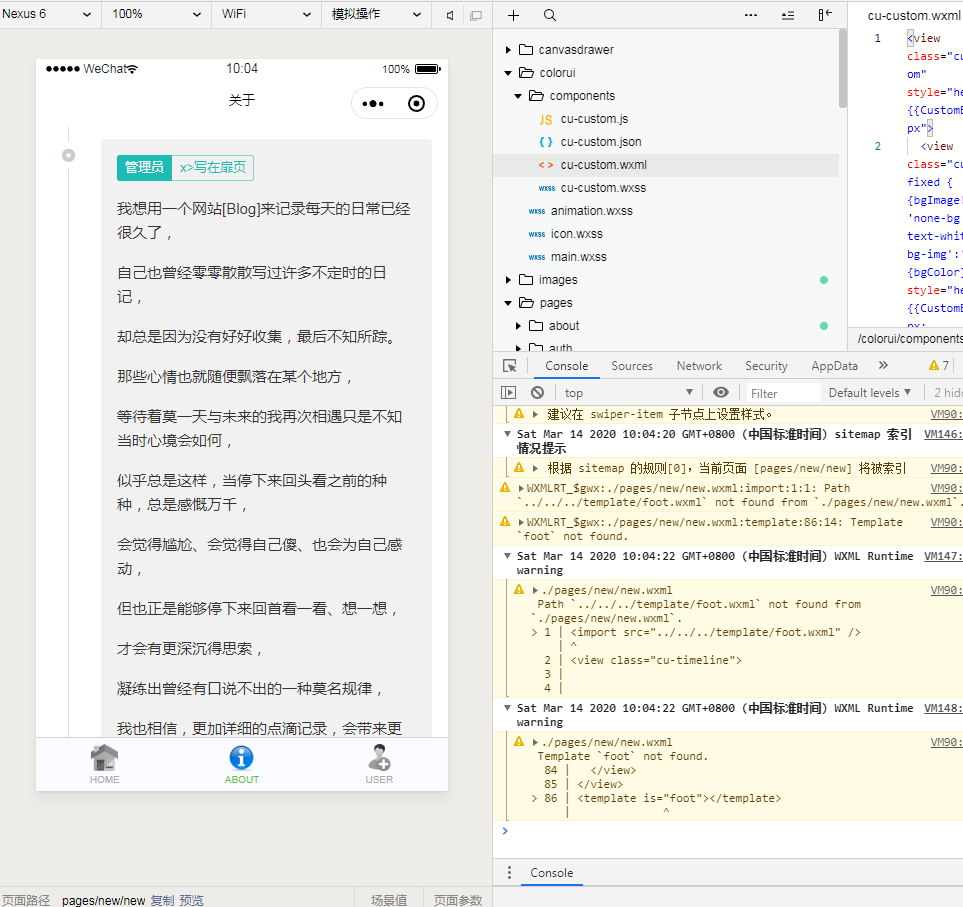 Nexus 6 100% WiFi 模拟操作
WeChat 10:04 100%
关于
管理员 x>写在扉页
我想用一个网站[Blog]来记录每天的日常已经
很久了，
自己也曾经零零散散写过许多不定时的日
记，
却总是因为没有好好收集，最后不知所踪。
那些心情也就随便飘落在某个地方，
等待着莫一天与未来的我再次相遇只是不知
当时心境会如何，
似乎总是这样，当停下来回头看之前的种
种，总是感慨万千，
会觉得尴尬、会觉得自己傻、也会为自己感
动，
但也正是能够停下来回首看一看、想一想，
才会有更深沉得思索，
凝练出曾经有口说不出的一种莫名规律，
我也相信，更加详细的点滴记录，会带来更
HOME ABOUT USER
页面路径 pages/new/new 复制 预览 场景值 页面参数
canvasdrawer
colorui
components
JS cu-custom.js
{ } cu-custom.json
< > cu-custom.wxml
wxss cu-custom.wxss
wxss animation.wxss
wxss icon.wxss
wxss main.wxss
images
pages
about
auth
cu-custom.wxml
1 <view
class="cu
om"
style="he
{{CustomB
px">
2 <view
class="cu
fixed {
{bgImage!
'none-bg
text-whit
bg-img':'
{bgColor}
style="he
{{CustomB
px;
/colorui/components
Console Sources Network Security AppData » 7
top Filter Default levels 2 hidd
建议在 swiper-item 子节点上设置样式。 VM90:
Sat Mar 14 2020 10:04:20 GMT+0800 (中国标准时间) sitemap 索引 VM146:
情况提示
根据 sitemap 的规则[0]，当前页面 [pages/new/new] 将被索引 VM90:
WXMLRT_$gwx:./pages/new/new.wxml:import:1:1: Path VM90:
`../../../template/foot.wxml` not found from `./pages/new/new.wxml`.
WXMLRT_$gwx:./pages/new/new.wxml:template:86:14: Template VM90:
`foot` not found.
Sat Mar 14 2020 10:04:22 GMT+0800 (中国标准时间) WXML Runtime VM147:
warning
./pages/new/new.wxml VM90:
Path `../../../template/foot.wxml` not found from
`./pages/new/new.wxml`.
> 1 | <import src="../../../template/foot.wxml" />
| ^
2 | <view class="cu-timeline">
3 |
4 |
Sat Mar 14 2020 10:04:22 GMT+0800 (中国标准时间) WXML Runtime VM148:
warning
./pages/new/new.wxml VM90:
Template `foot` not found.
84 | </view>
85 | </view>
> 86 | <template is="foot"></template>
| ^
>
Console